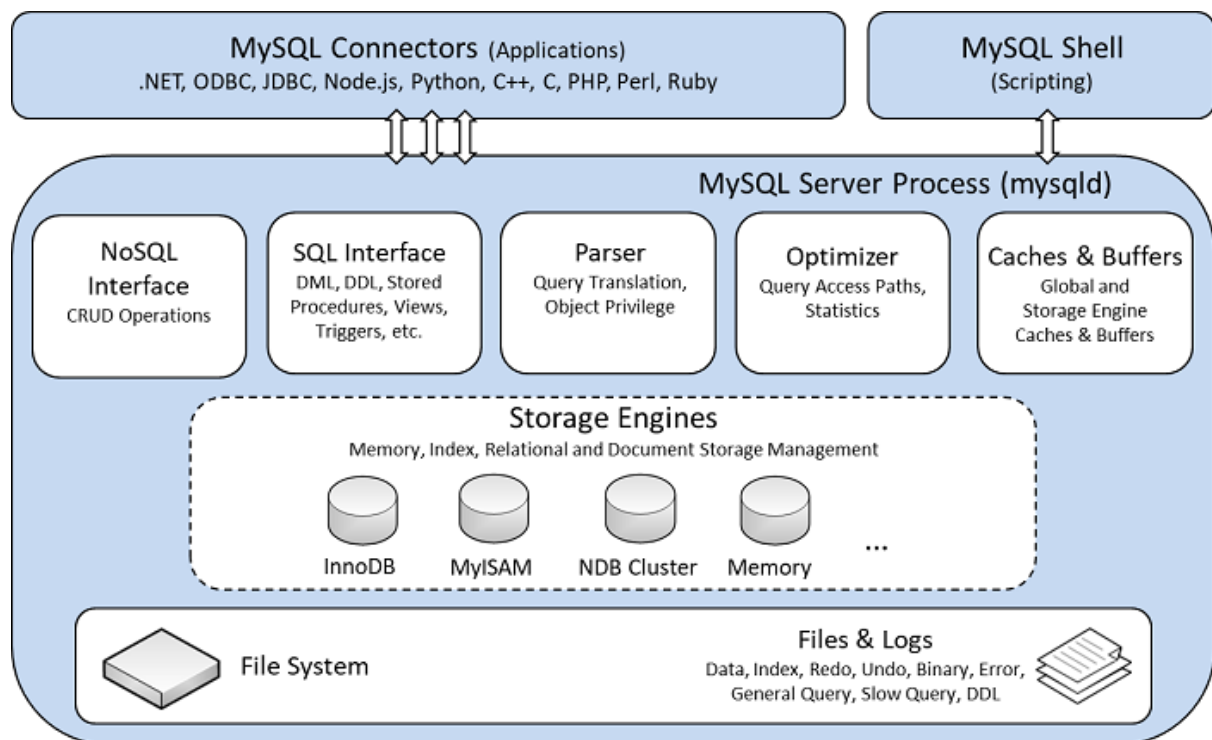 MySQL Connectors (Applications)
.NET, ODBC, JDBC, Node.js, Python, C++, C, PHP, Perl, Ruby
MySQL Shell
(Scripting)
MySQL Server Process (mysqld)
NoSQL
Interface
CRUD Operations
SQL Interface
DML, DDL, Stored
Procedures, Views,
Triggers, etc.
Parser
Query Translation,
Object Privilege
Optimizer
Query Access Paths,
Statistics
Caches & Buffers
Global and
Storage Engine
Caches & Buffers
Storage Engines
Memory, Index, Relational and Document Storage Management
InnoDB
MyISAM
NDB Cluster
Memory
...
File System
Files & Logs
Data, Index, Redo, Undo, Binary, Error,
General Query, Slow Query, DDL